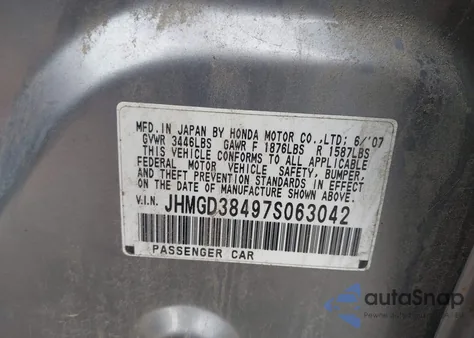 MFD. IN JAPAN BY HONDA MOTOR CO.,LTD; 6/'07
GVWR 3446LBS GAWR F 1876LBS R 1587LBS
THIS VEHICLE CONFORMS TO ALL APPLICABLE
FEDERAL MOTOR VEHICLE SAFETY, BUMPER,
AND THEFT PREVENTION STANDARDS IN EFFECT
ON THE DATE OF MANUFACTURE SHOWN ABOVE.
V.I.N. JHMGD38497S063042
PASSENGER CAR
autoSnap